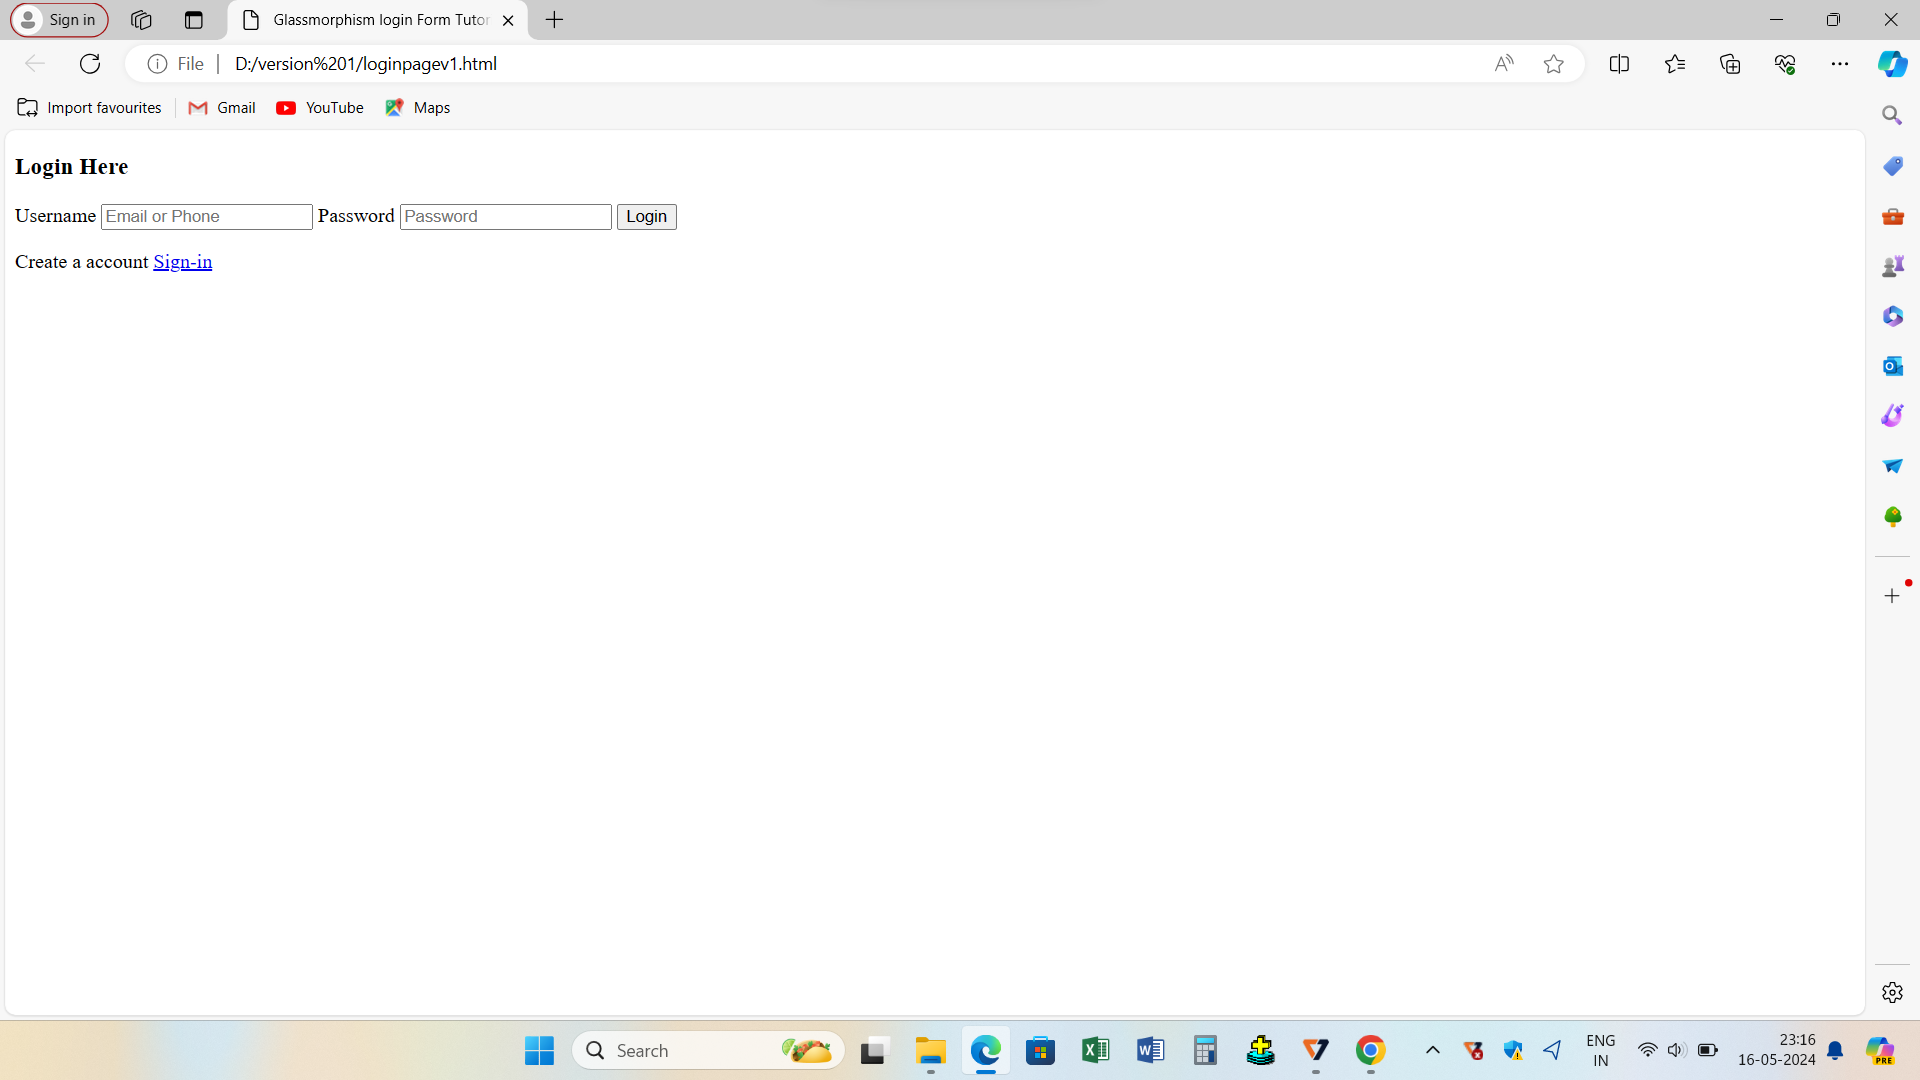 Sign in
Glassmorphism login Form Tutor
File
D:/version%201/loginpagev1.html
Import favourites
Gmail
YouTube
Maps
Login Here
Username Email or Phone Password Password Login
Create a account Sign-in
Search
ENG
IN
23:16
16-05-2024
PRE